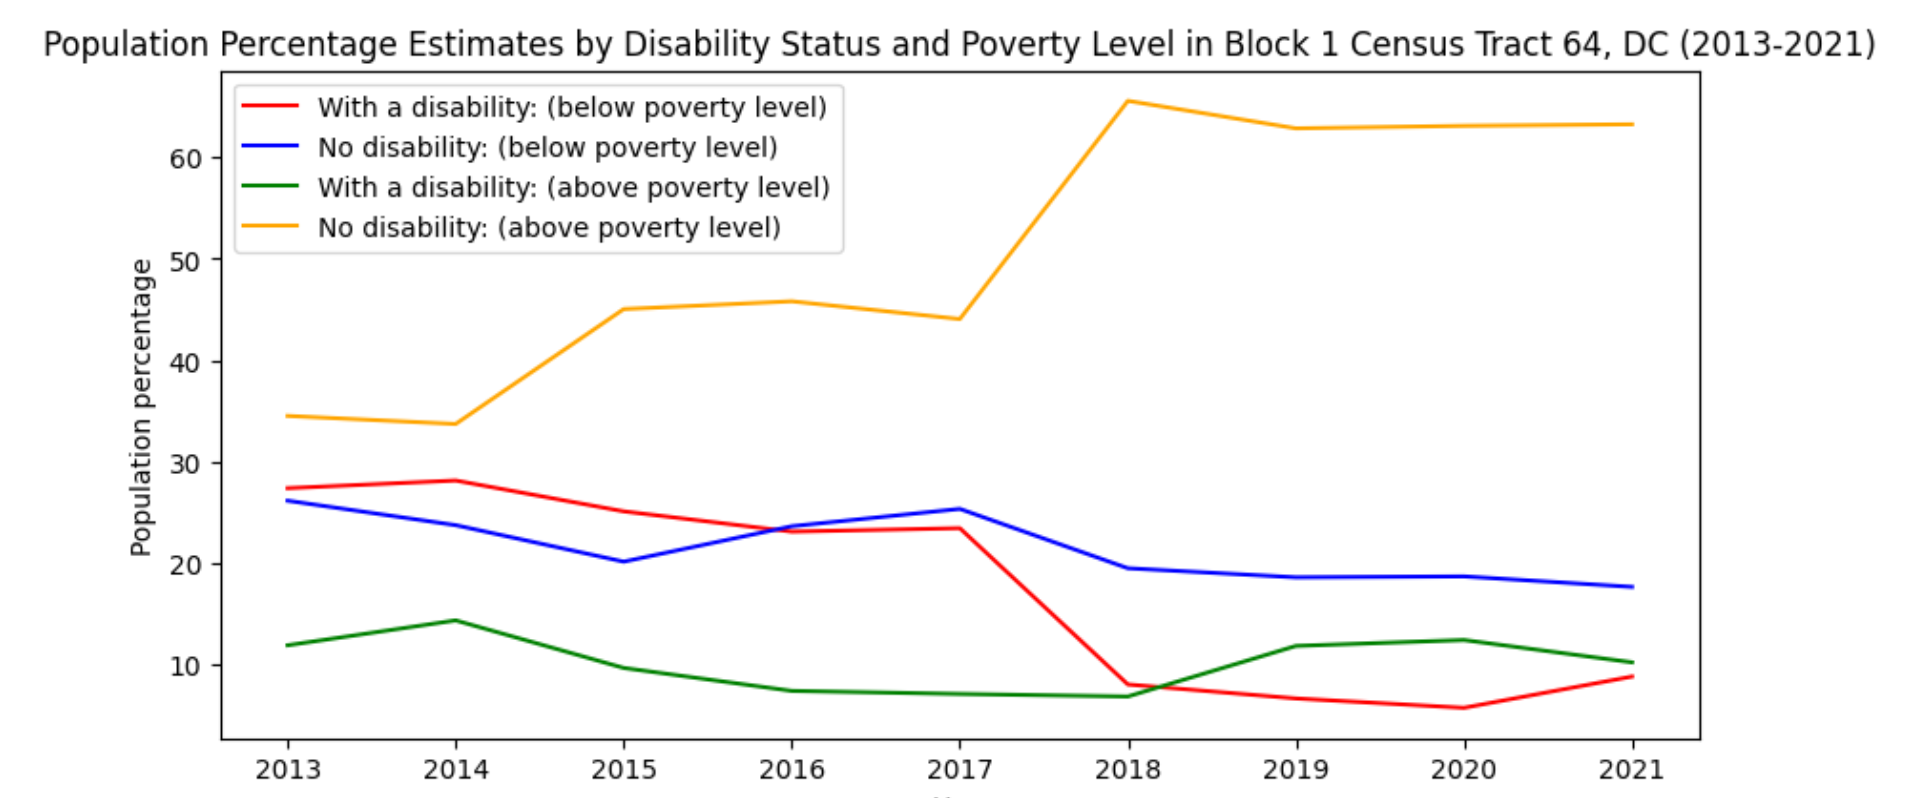 Population Percentage Estimates by Disability Status and Poverty Level in Block 1 Census Tract 64, DC (2013-2021)
With a disability: (below poverty level)
No disability: (below poverty level)
With a disability: (above poverty level)
No disability: (above poverty level)
Population percentage
60
50
40
30
20
10
2013 2014 2015 2016 2017 2018 2019 2020 2021